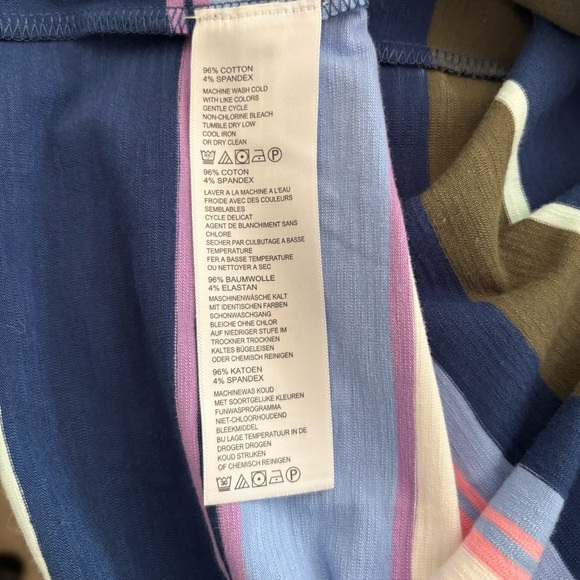 96% COTTON
4% SPANDEX
MACHINE WASH COLD
WITH LIKE COLORS
GENTLE CYCLE
NON-CHLORINE BLEACH
TUMBLE DRY LOW
COOL IRON
OR DRY CLEAN
96% COTON
4% SPANDEX
LAVER A LA MACHINE A L'EAU
FROIDE AVEC DES COULEURS
SEMBLABLES
CYCLE DELICAT
AGENT DE BLANCHIMENT SANS
CHLORE
SECHER PAR CULBUTAGE A BASSE
TEMPERATURE
FER A BASSE TEMPERATURE
OU NETTOYER A SEC
96% BAUMWOLLE
4% ELASTAN
MASCHINENWÄSCHE KALT
MIT IDENTISCHEN FARBEN
SCHONWASCHGANG
BLEICHE OHNE CHLOR
AUF NIEDRIGER STUFE IM
TROCKNER TROCKNEN
KALTES BÜGELEISEN
ODER CHEMISCH REINIGEN
96% KATOEN
4% SPANDEX
MACHINEWAS KOUD
MET SOORTGELIJKE KLEUREN
FIJNWASPROGRAMMA
NIET-CHLOORHOUDEND
BLEEKMIDDEL
BIJ LAGE TEMPERATUUR IN DE
DROGER DROGEN
KOUD STRIJKEN
OF CHEMISCH REINIGEN